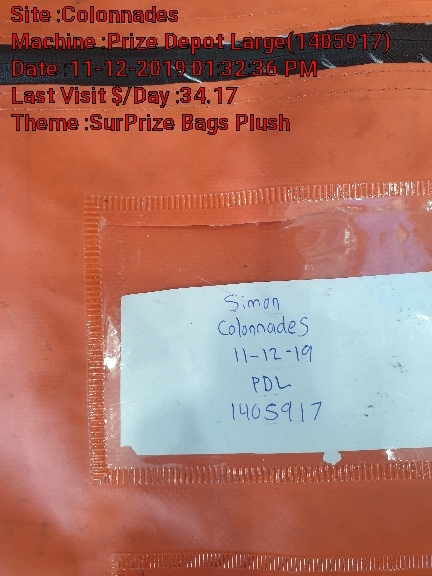 Site :Colonnades
Machine :Prize Depot Large(1405917)
Date :11-12-2019 01:32:36 PM
Last Visit $/Day :34.17
Theme :SurPrize Bags Plush
Simon
Colonnades
11-12-19
PDL
1405917